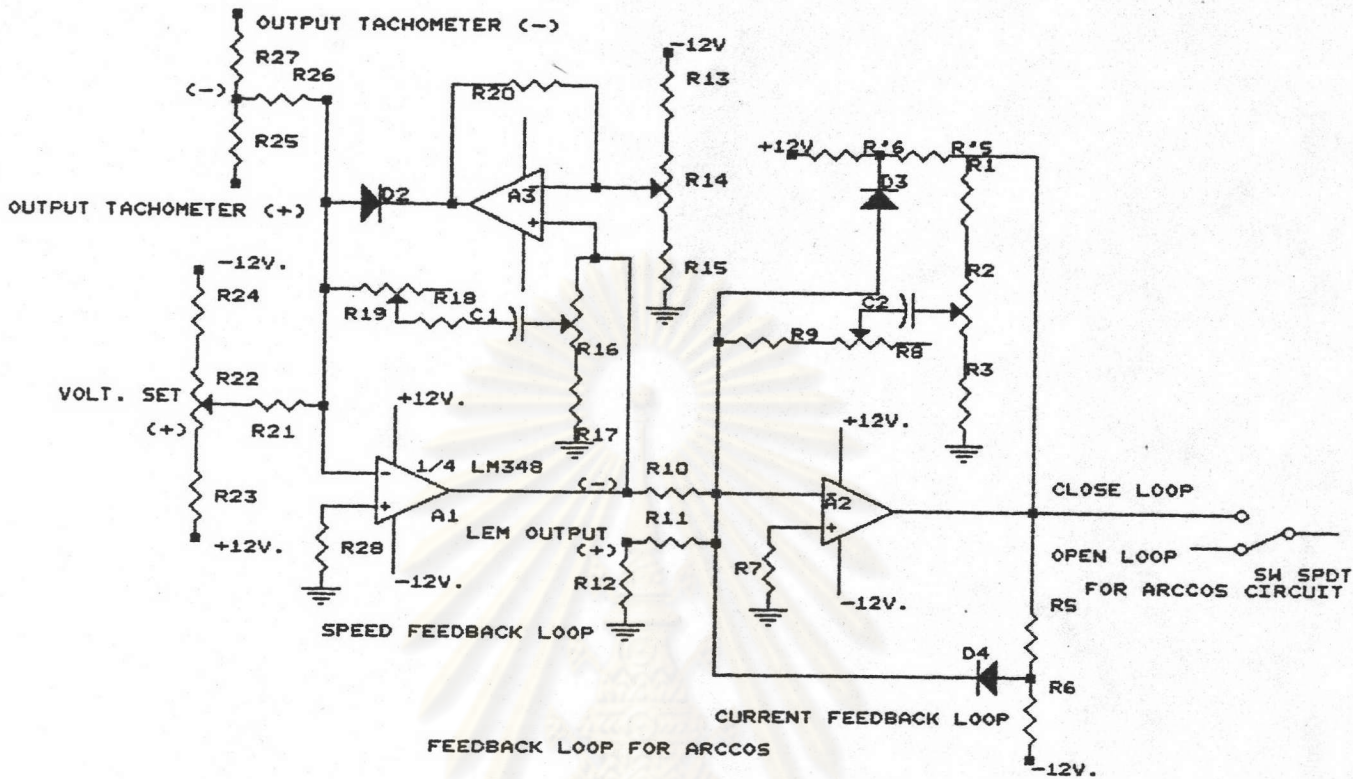 OUTPUT TACHOMETER (-)
R27
R26
(-)
R25
OUTPUT TACHOMETER (+)
R20
A3
-
+
D2
-12V
R13
R14
R15
+12V
R'6
R'5
R1
D3
R2
C2
R9
R8
R3
-12V.
R24
R18
R19
C1
R16
R17
VOLT. SET
R22
(+)
R21
R23
+12V.
+12V.
1/4 LM348
-
+
A1
R28
-12V.
(-)
R10
LEM OUTPUT
R11
(+)
R12
+12V.
-
A2
+
R7
-12V.
CLOSE LOOP
OPEN LOOP
SW SPDT
FOR ARCCOS CIRCUIT
R5
SPEED FEEDBACK LOOP
D4
R6
CURRENT FEEDBACK LOOP
FEEDBACK LOOP FOR ARCCOS
-12V.